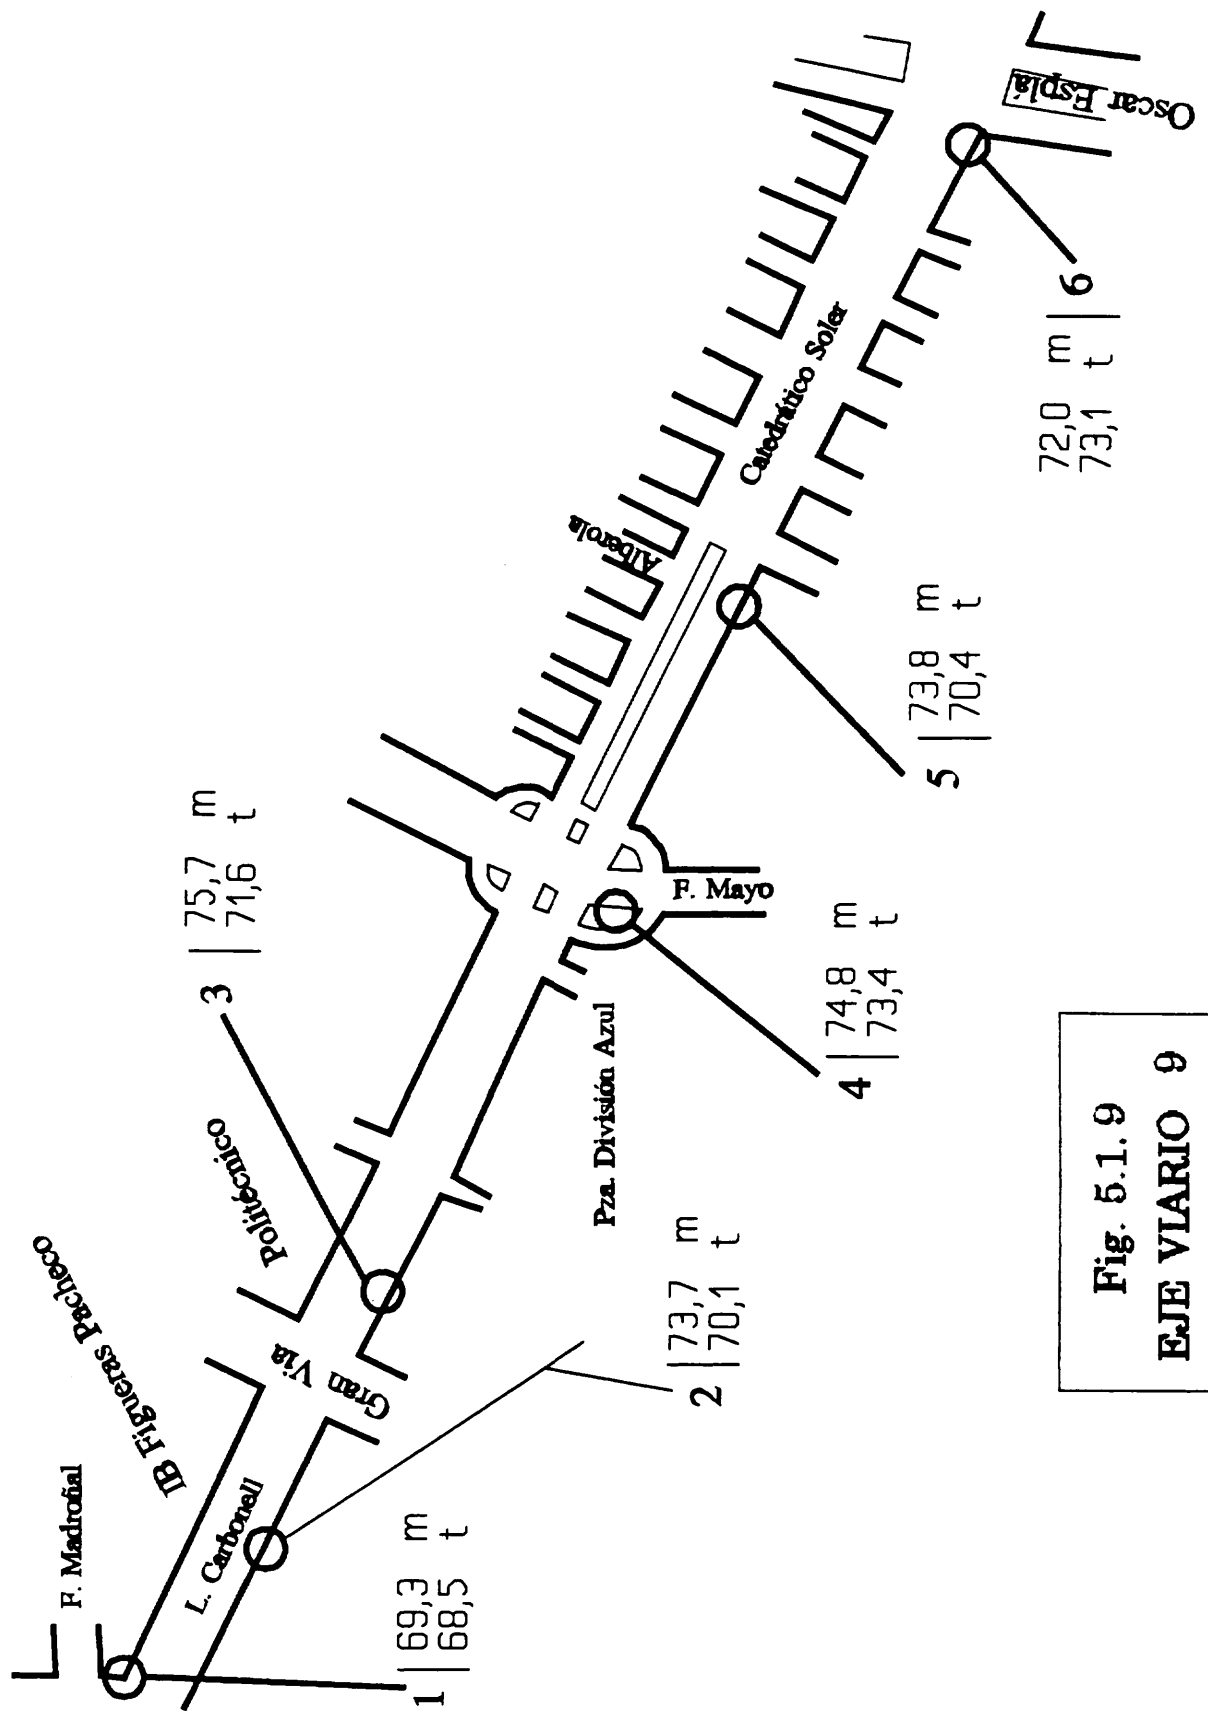 F. Madroñal
IB Figueras Pacheco
L. Carbonell
Gran Via
Politécnico
Pza. División Azul
F. Mayo
Alberola
Catedrático Soler
Oscar Esplá
1 | 69,3 m
68,5 t
2 | 73,7 m
70,1 t
3 | 75,7 m
71,6 t
4 | 74,8 m
73,4 t
5 | 73,8 m
70,4 t
72,0 m | 6
73,1 t
Fig. 5.1.9
EJE VIARIO 9